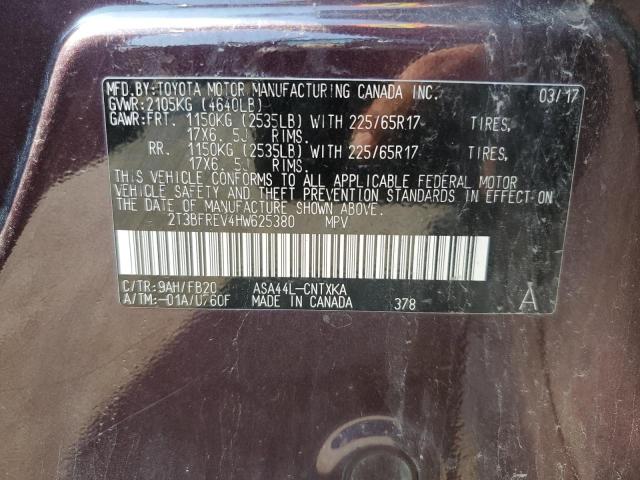 MFD.BY:TOYOTA MOTOR MANUFACTURING CANADA INC. 03/17
GVWR:2105KG (4640LB)
GAWR:FRT. 1150KG (2535LB) WITH 225/65R17 TIRES,
17X6.5J RIMS.
RR. 1150KG (2535LB) WITH 225/65R17 TIRES,
17X6.5J RIMS.
THIS VEHICLE CONFORMS TO ALL APPLICABLE FEDERAL MOTOR
VEHICLE SAFETY AND THEFT PREVENTION STANDARDS IN EFFECT ON
THE DATE OF MANUFACTURE SHOWN ABOVE.
2T3BFREV4HW625380 MPV
C/TR:9AH/FB20 ASA44L-CNTXKA
A/TM:-01A/U760F MADE IN CANADA 378 A